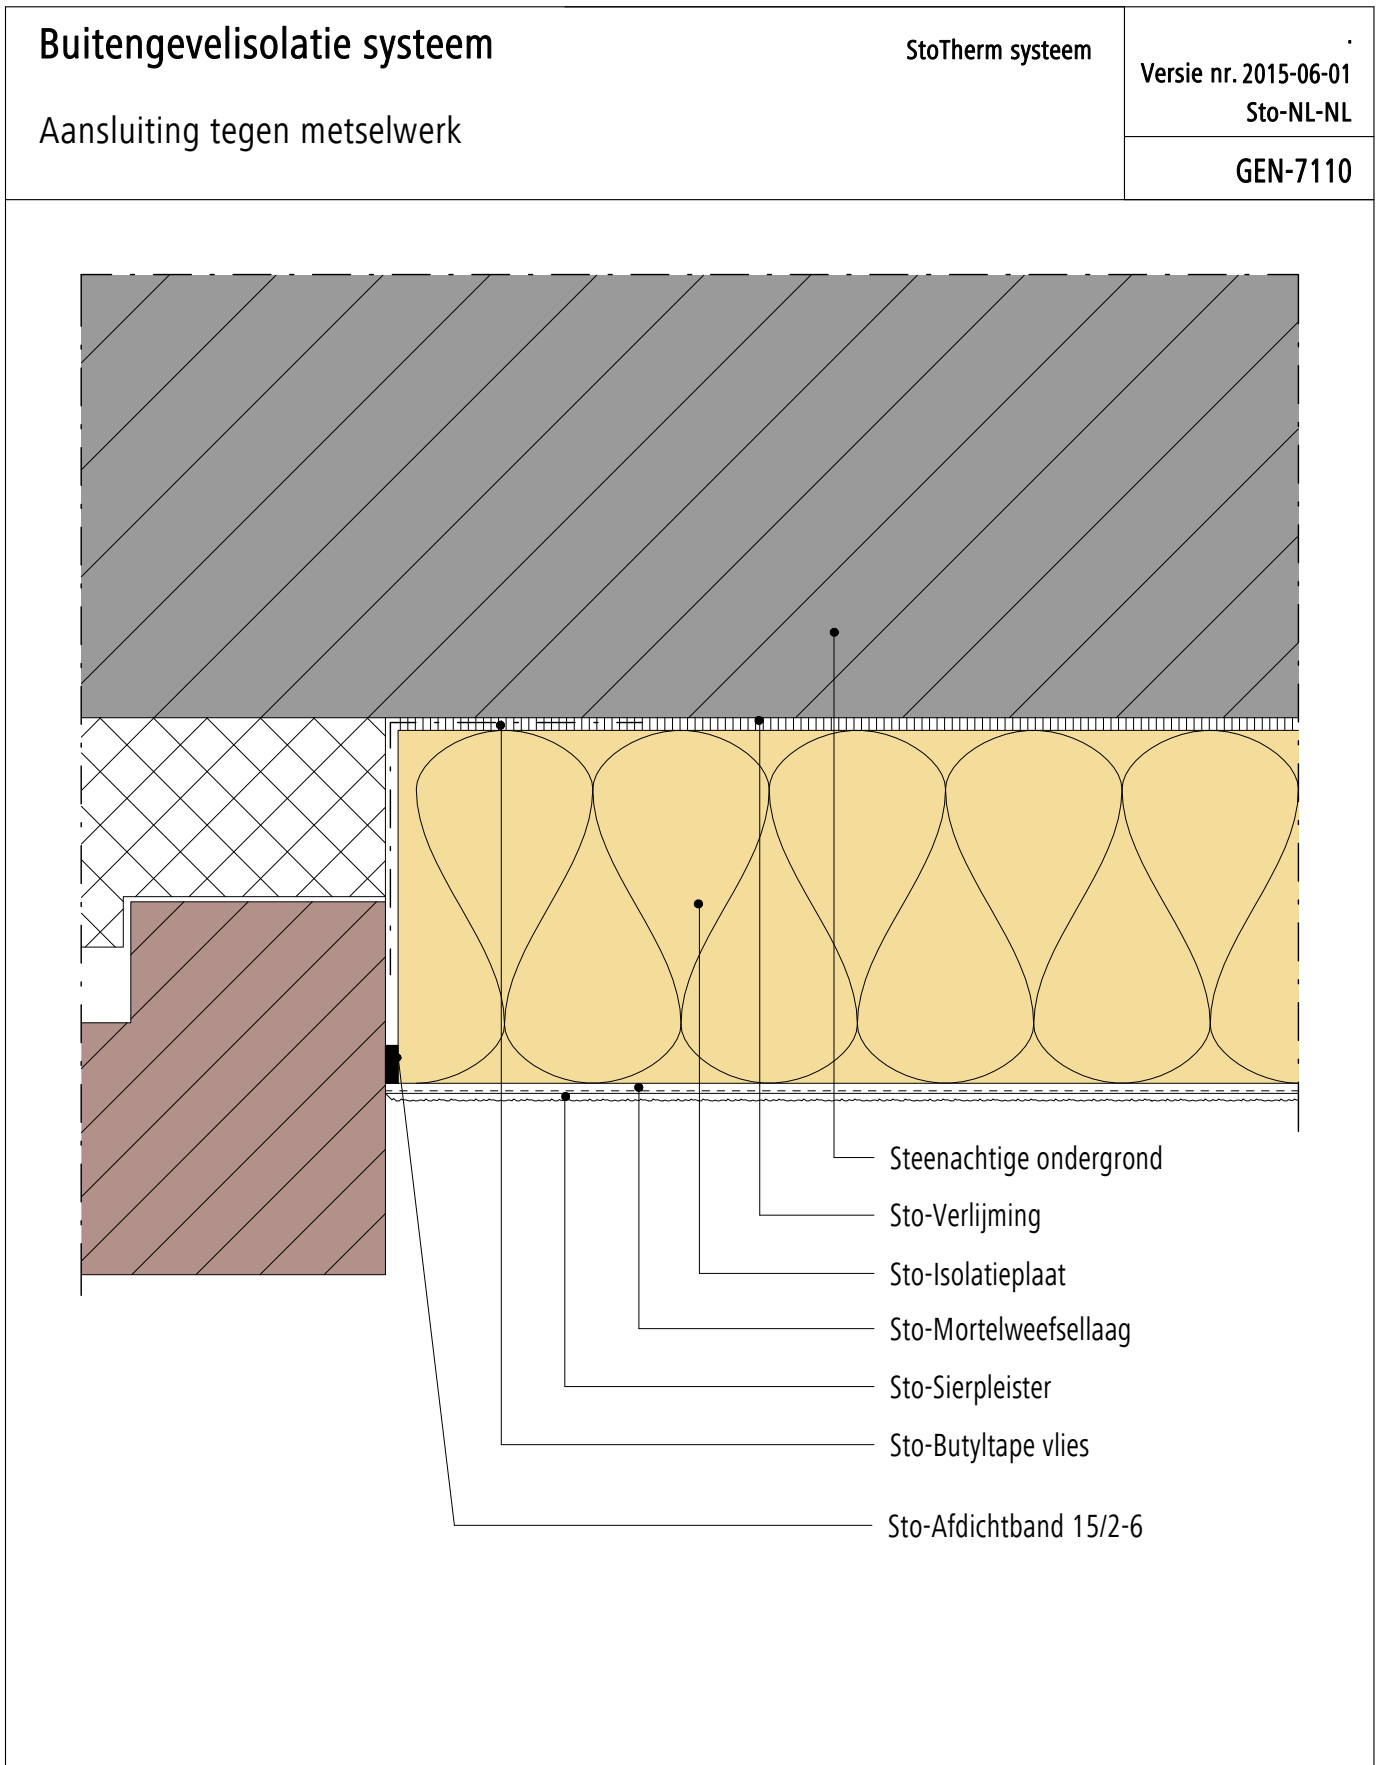 Buitengevelisolatie systeem
StoTherm systeem
.
Versie nr. 2015-06-01
Sto-NL-NL
Aansluiting tegen metselwerk
GEN-7110
Steenachtige ondergrond
Sto-Verlijming
Sto-Isolatieplaat
Sto-Mortelweefsellaag
Sto-Sierpleister
Sto-Butyltape vlies
Sto-Afdichtband 15/2-6